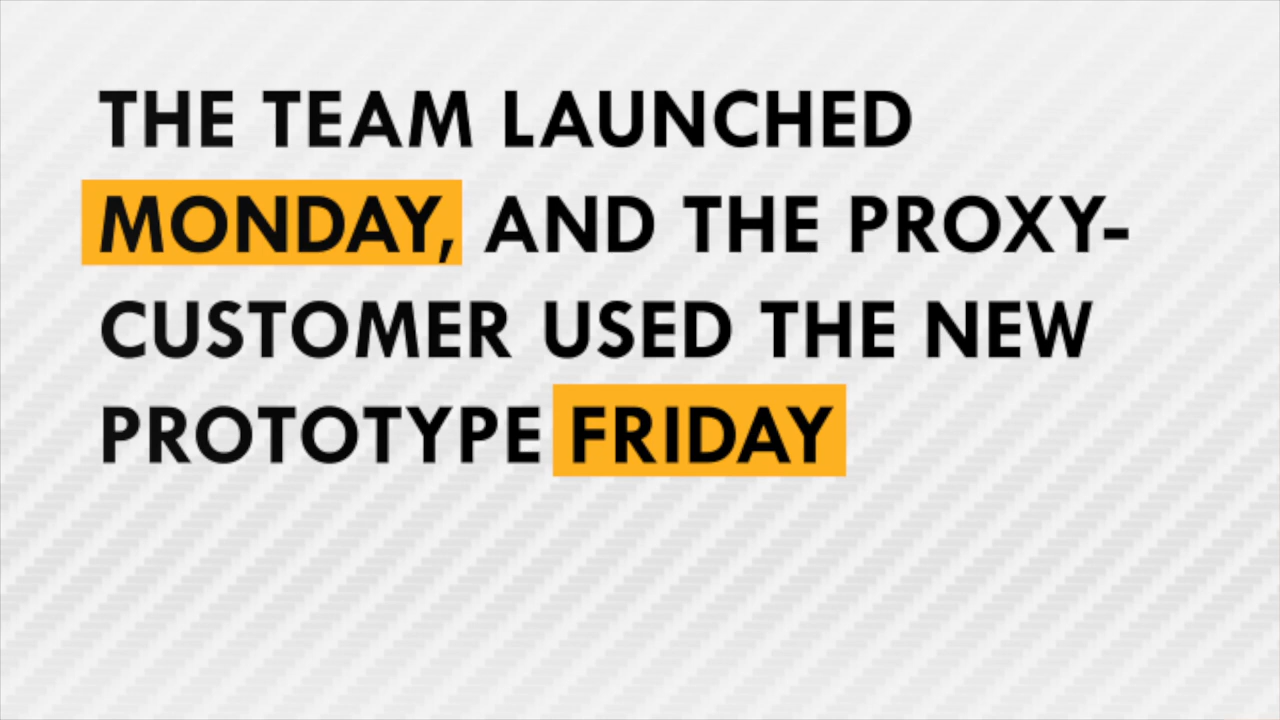 THE TEAM LAUNCHED
MONDAY, AND THE PROXY-
CUSTOMER USED THE NEW
PROTOTYPE FRIDAY